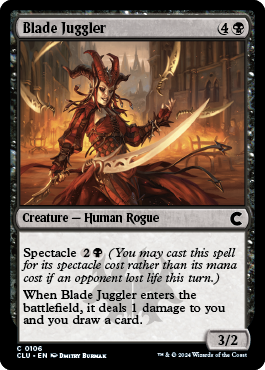 Blade Juggler 4
Creature — Human Rogue
Spectacle 2 (You may cast this spell
for its spectacle cost rather than its mana
cost if an opponent lost life this turn.)
When Blade Juggler enters the
battlefield, it deals 1 damage to you
and you draw a card.
3/2
C 0106
CLU • EN Dmitry Burmak ™ & © 2024 Wizards of the Coast